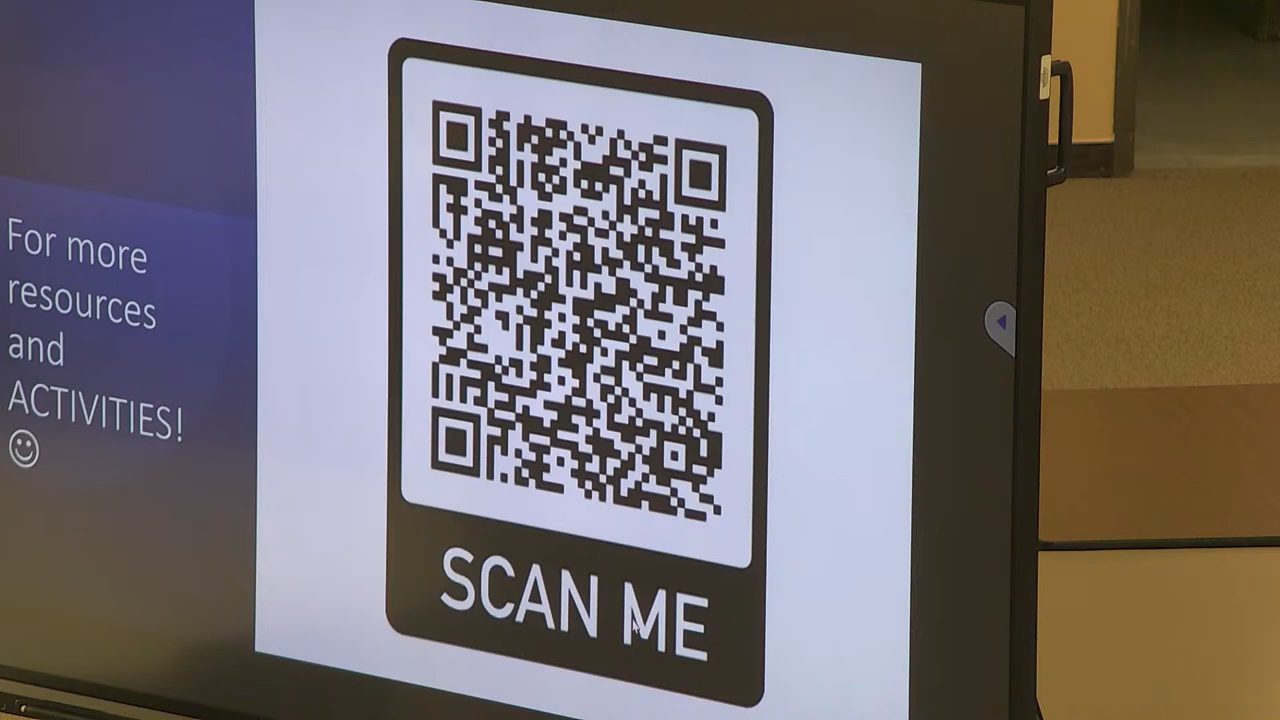 For more
resources
and
ACTIVITIES!
☺
SCAN ME